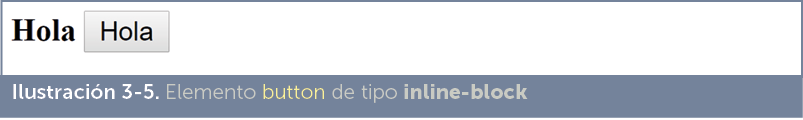 Hola Hola
Ilustración 3-5. Elemento button de tipo inline-block